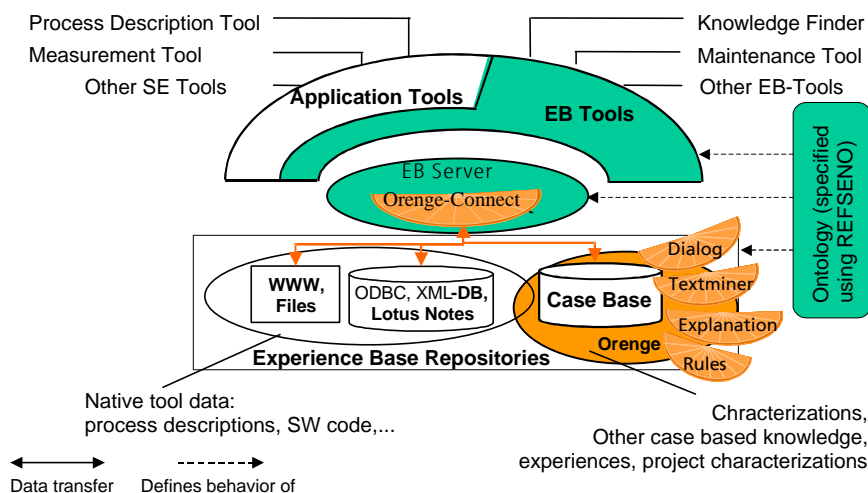 Process Description Tool
Measurement Tool
Other SE Tools
Knowledge Finder
Maintenance Tool
Other EB-Tools
Application Tools
EB Tools
EB Server
Orenge-Connect
Ontology (specified
using REFSENO)
WWW,
Files
ODBC, XML-DB,
Lotus Notes
Case Base
Dialog
Textminer
Explanation
Rules
Orenge
Experience Base Repositories
Native tool data:
process descriptions, SW code,...
Chracterizations,
Other case based knowledge,
experiences, project characterizations
Data transfer
Defines behavior of